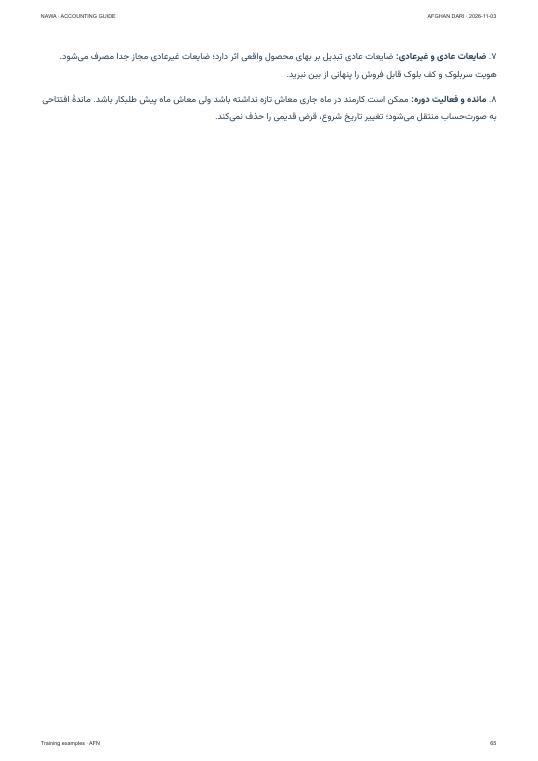 NAWA · ACCOUNTING GUIDE
AFGHAN DARI · 2026-11-03
۷. ضایعات عادی و غیرعادی: ضایعات عادی تبدیل بر بهای محصول واقعی اثر دارد؛ ضایعات غیرعادی مجاز جدا مصرف می‌شود.
هویت سربلوک و کف بلوک قابل فروش را پنهانی از بین نبرید.
۸. مانده و فعالیت دوره: ممکن است کارمند در ماه جاری معاش تازه نداشته باشد ولی معاش ماه پیش طلبکار باشد. ماندهٔ افتتاحی
به صورت‌حساب منتقل می‌شود؛ تغییر تاریخ شروع، قرض قدیمی را حذف نمی‌کند.
Training examples · AFN
65